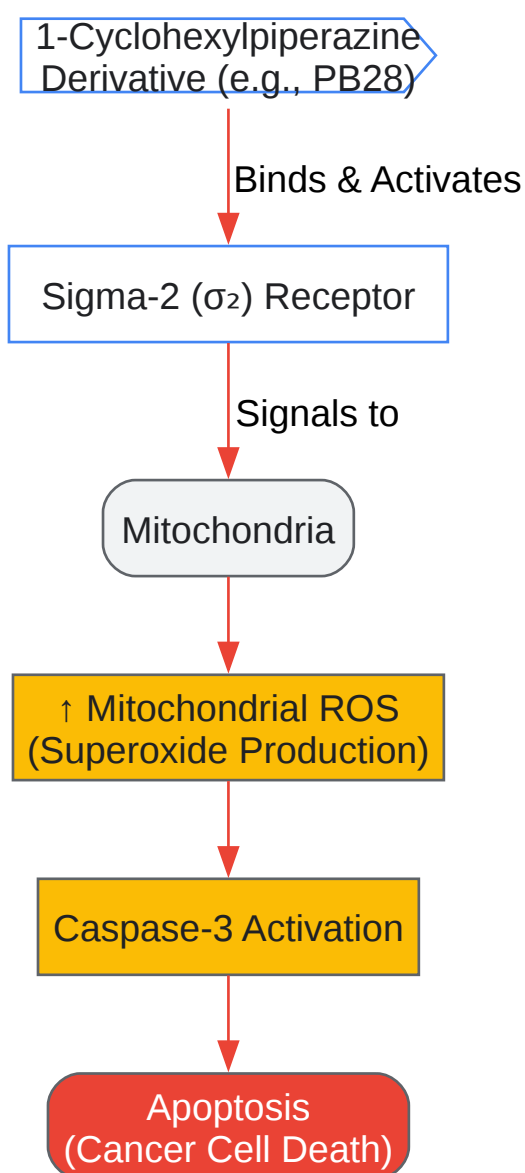 1-Cyclohexylpiperazine
Derivative (e.g., PB28)
Binds & Activates
Sigma-2 (σ₂) Receptor
Signals to
Mitochondria
↑ Mitochondrial ROS
(Superoxide Production)
Caspase-3 Activation
Apoptosis
(Cancer Cell Death)